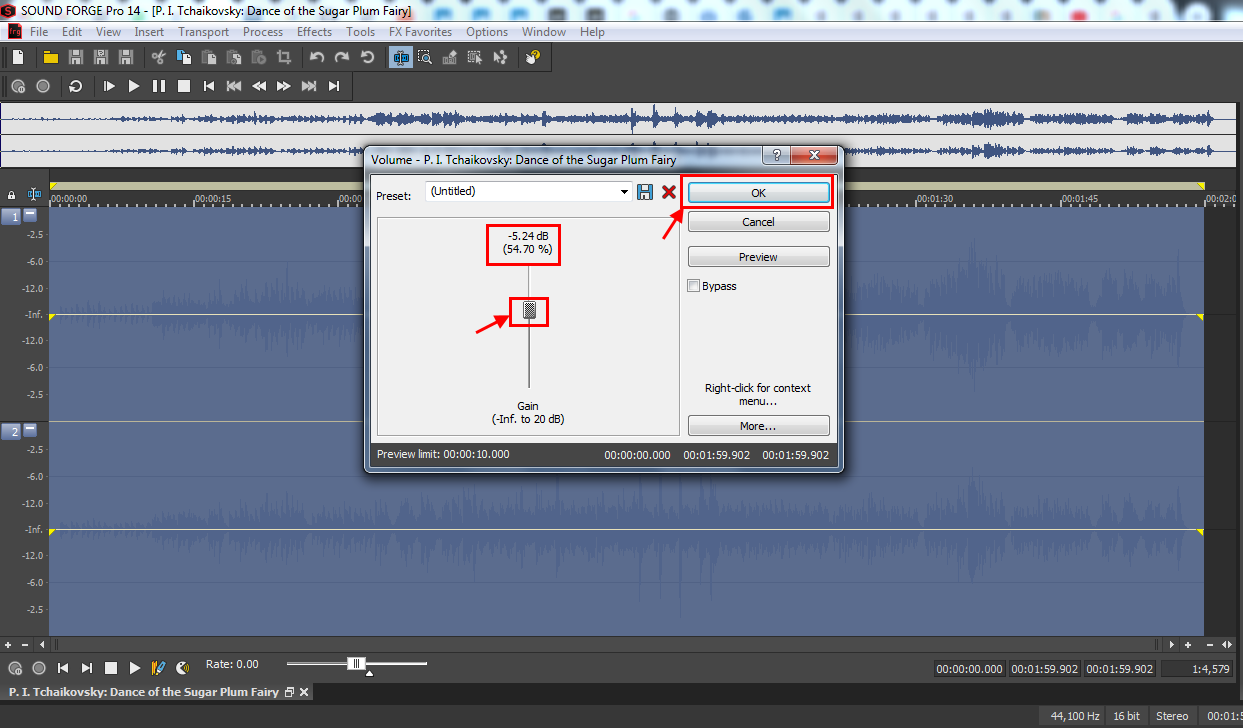 SOUND FORGE Pro 14 - [P. I. Tchaikovsky: Dance of the Sugar Plum Fairy]
frg File Edit View Insert Transport Process Effects Tools FX Favorites Options Window Help
Volume - P. I. Tchaikovsky: Dance of the Sugar Plum Fairy
Preset: (Untitled) OK
00:00:00 00:00:15 00:00 00:01:30 00:01:45 00:02:0
1
Cancel
-5.24 dB
(54.70 %)
Preview
Bypass
-2.5
-6.0
-12.0
-Inf.
-12.0
-6.0
-2.5
Right-click for context
menu...
Gain
(-Inf. to 20 dB)
More...
Preview limit: 00:00:10.000 00:00:00.000 00:01:59.902 00:01:59.902
2
-2.5
-6.0
-12.0
-Inf.
-12.0
-6.0
-2.5
Rate: 0.00 00:00:00.000 00:01:59.902 00:01:59.902 1:4,579
P. I. Tchaikovsky: Dance of the Sugar Plum Fairy
44,100 Hz 16 bit Stereo 00:01:5